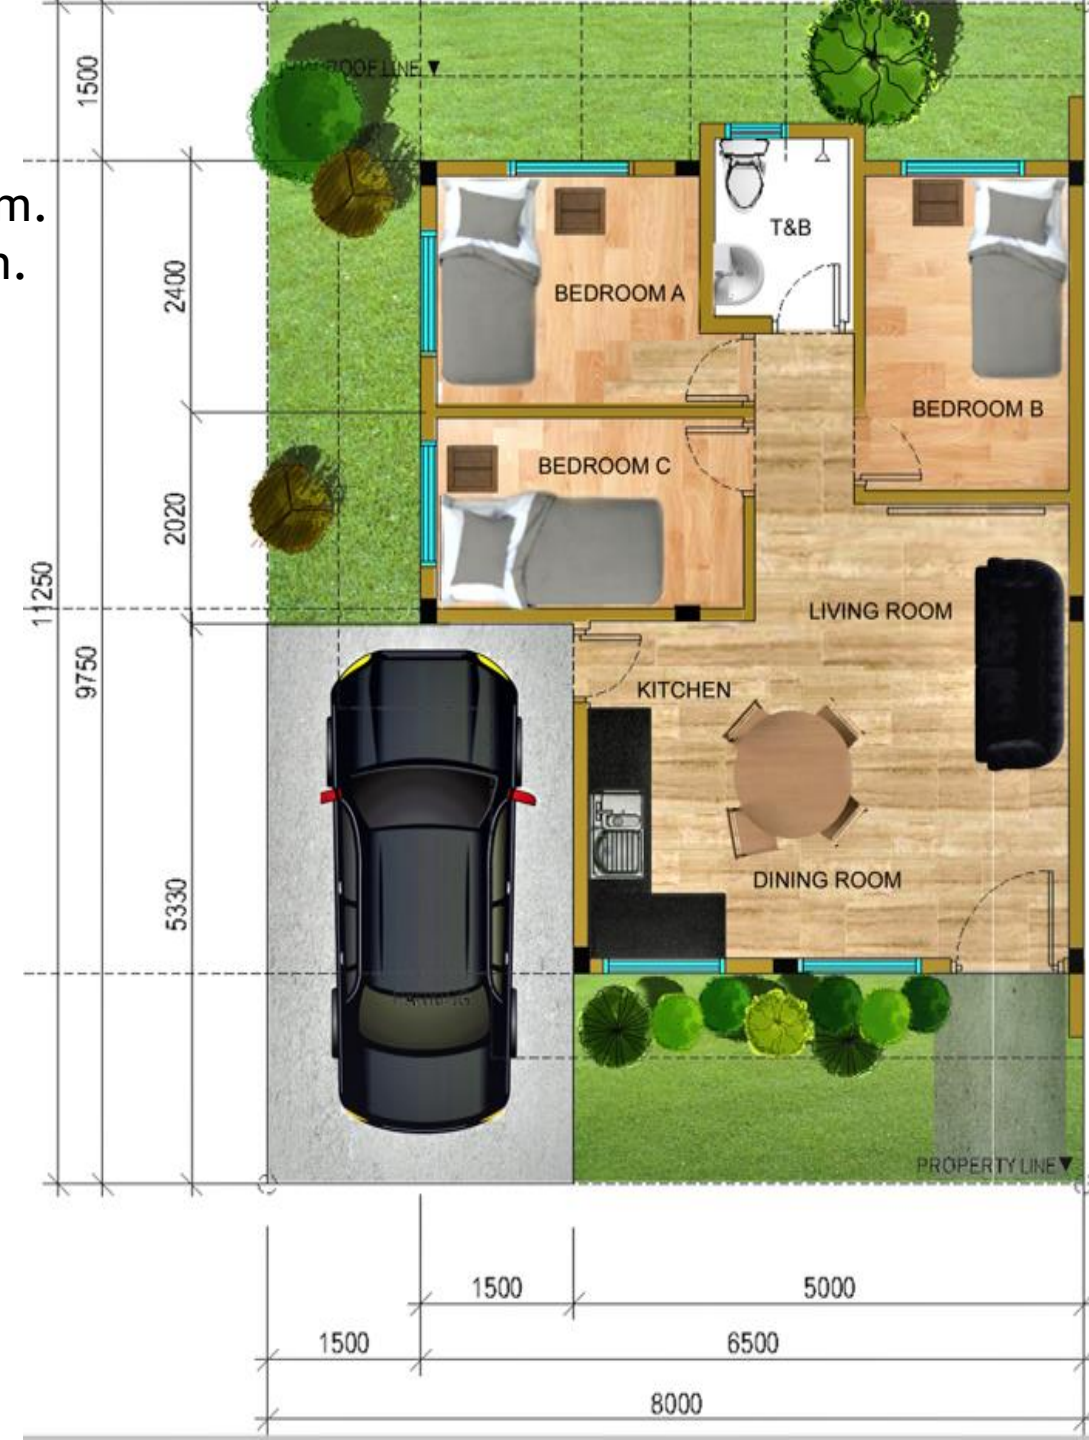 m.
ROOF LINE
1500
T&B
2400
BEDROOM A
BEDROOM B
BEDROOM C
2020
11250
LIVING ROOM
9750
KITCHEN
DINING ROOM
5330
PROPERTY LINE
1500
5000
1500
6500
8000